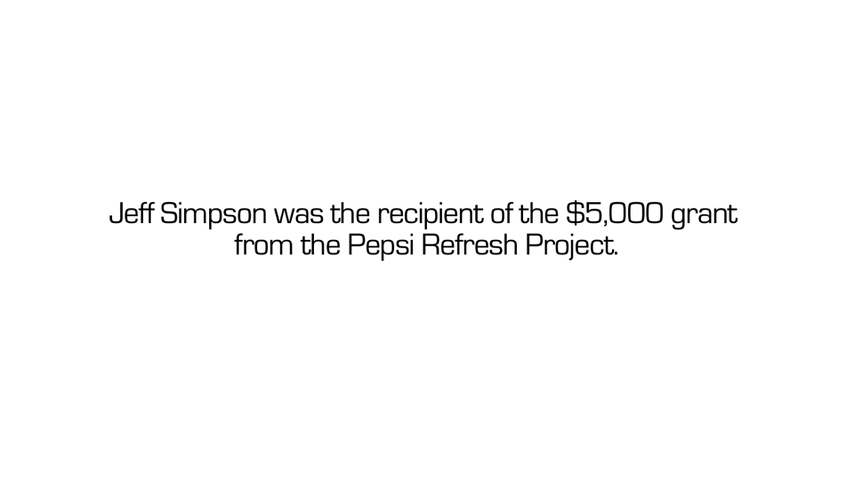 Jeff Simpson was the recipient of the $5,000 grant
from the Pepsi Refresh Project.